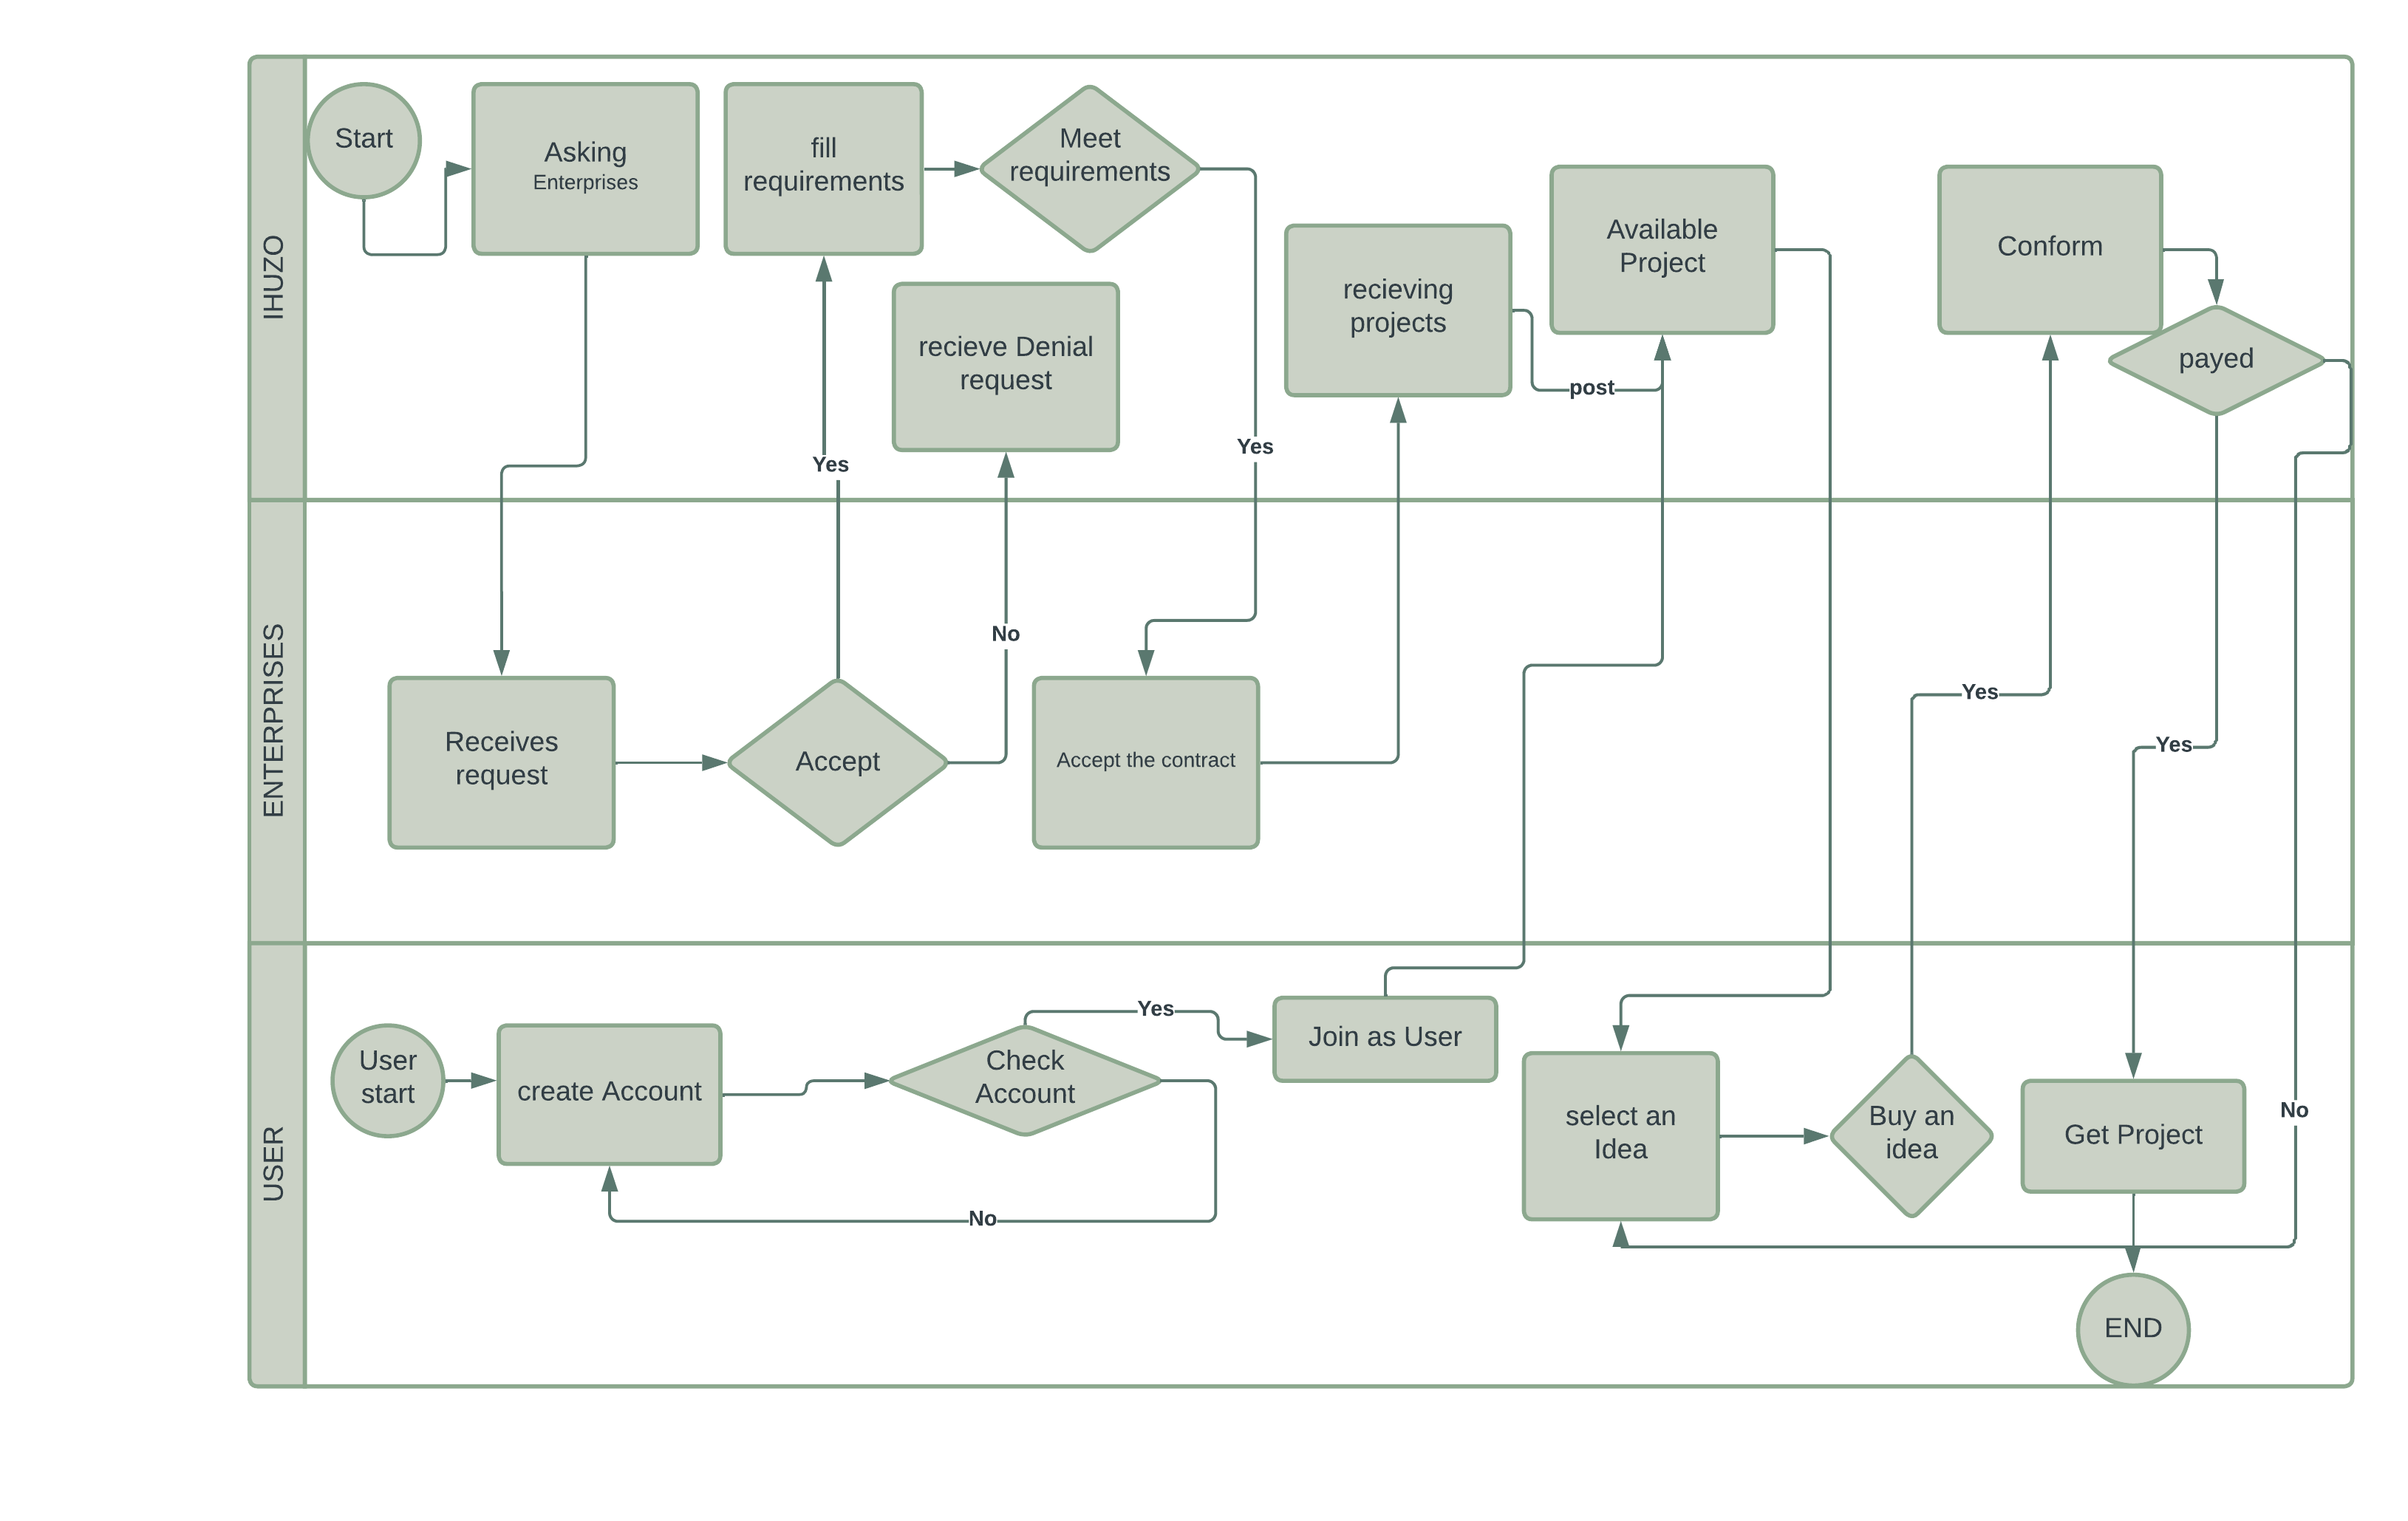 IHUZO
Start
Asking
Enterprises
fill
requirements
Meet
requirements
recieve Denial
request
recieving
projects
Available
Project
Conform
payed
post
Yes
Yes
ENTERPRISES
No
Receives
request
Accept
Accept the contract
Yes
Yes
USER
User
start
create Account
Check
Account
Yes
No
Join as User
select an
Idea
Buy an
idea
Get Project
No
END